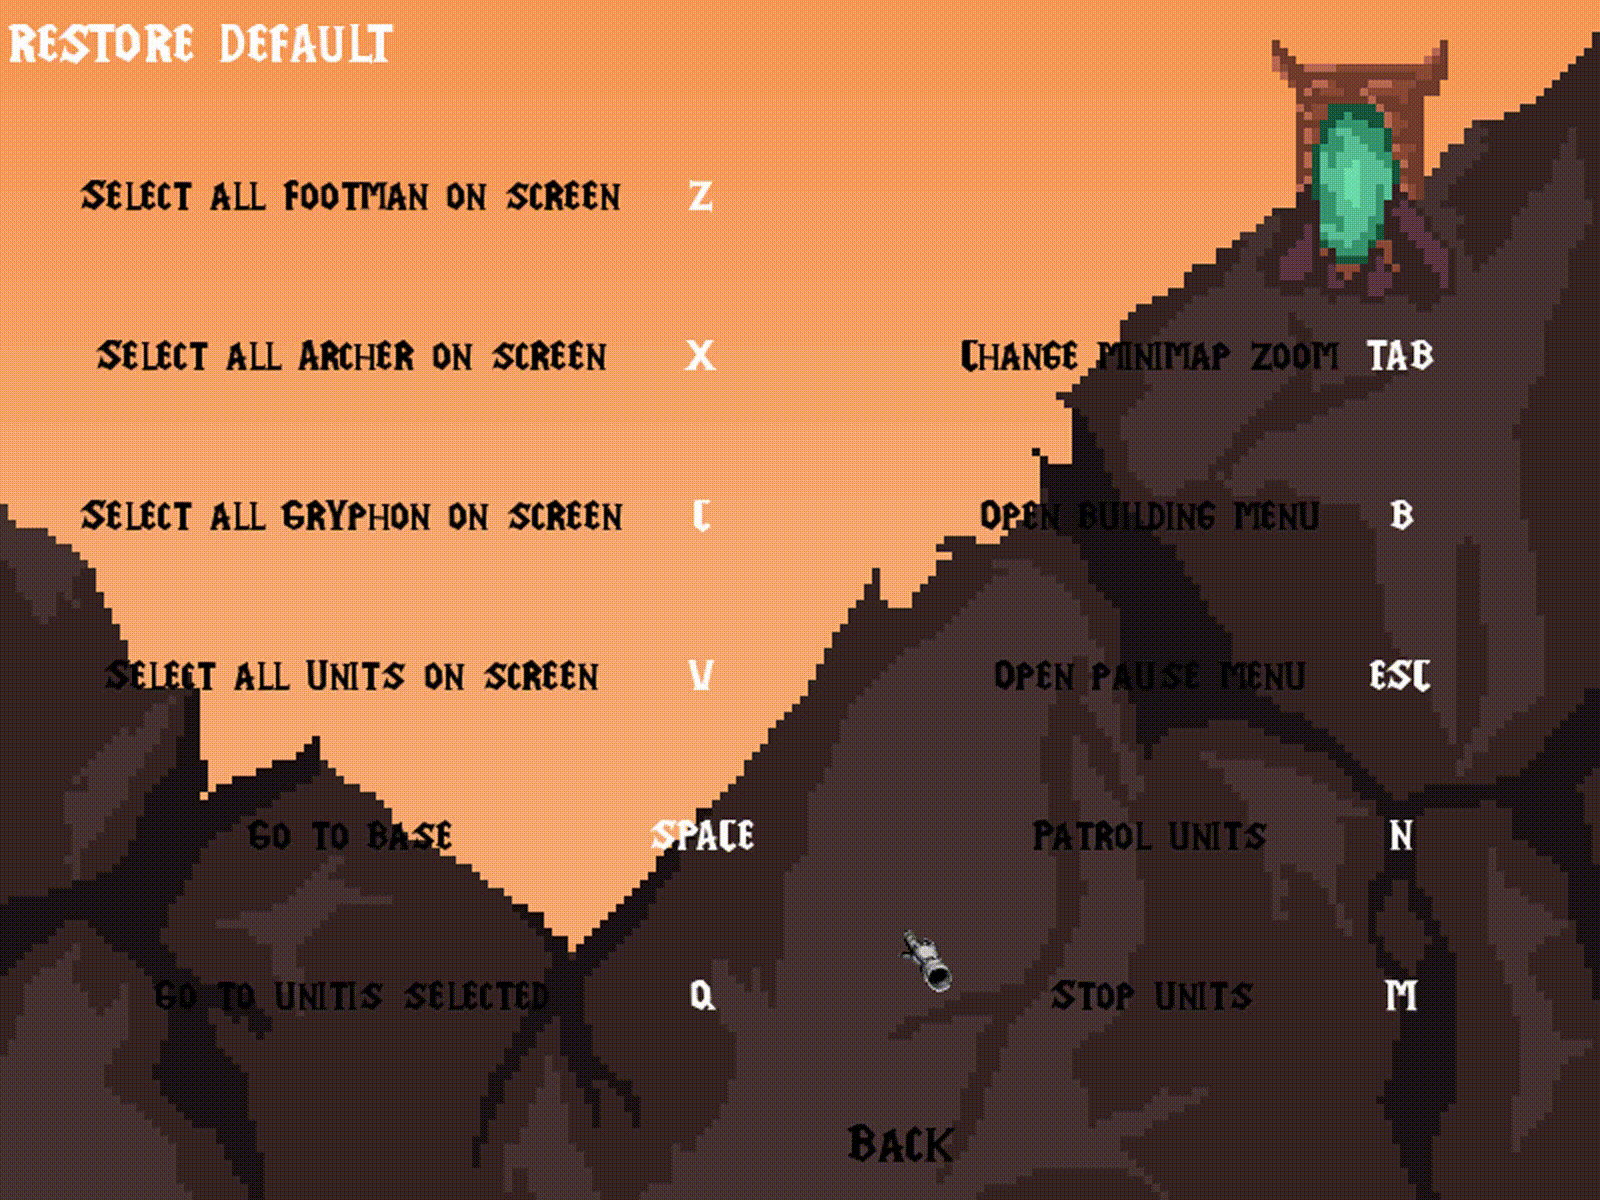 Restore Default
Select all Footman on screen Z
Select all Archer on screen X
Change minimap zoom TAB
Select all Gryphon on screen C
Open building menu B
Select all Units on screen V
Open pause menu ESC
Go to base SPACE
Patrol units N
Go to unitis selected Q
Stop units M
Back